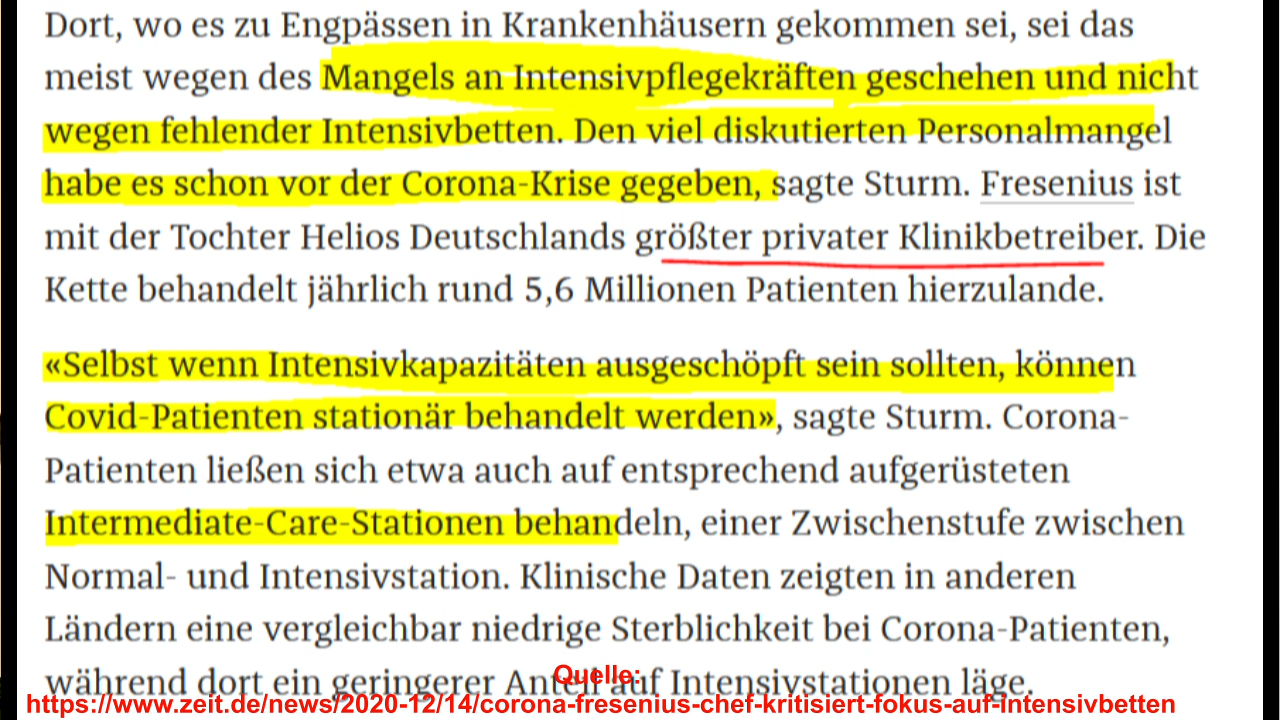 Dort, wo es zu Engpässen in Krankenhäusern gekommen sei, sei das
meist wegen des Mangels an Intensivpflegekräften geschehen und nicht
wegen fehlender Intensivbetten. Den viel diskutierten Personalmangel
habe es schon vor der Corona-Krise gegeben, sagte Sturm. Fresenius ist
mit der Tochter Helios Deutschlands größter privater Klinikbetreiber. Die
Kette behandelt jährlich rund 5,6 Millionen Patienten hierzulande.
«Selbst wenn Intensivkapazitäten ausgeschöpft sein sollten, können
Covid-Patienten stationär behandelt werden», sagte Sturm. Corona-
Patienten ließen sich etwa auch auf entsprechend aufgerüsteten
Intermediate-Care-Stationen behandeln, einer Zwischenstufe zwischen
Normal- und Intensivstation. Klinische Daten zeigten in anderen
Ländern eine vergleichbar niedrige Sterblichkeit bei Corona-Patienten,
während dort ein geringerer Anteil auf Intensivstationen läge.
Quelle:
https://www.zeit.de/news/2020-12/14/corona-fresenius-chef-kritisiert-fokus-auf-intensivbetten